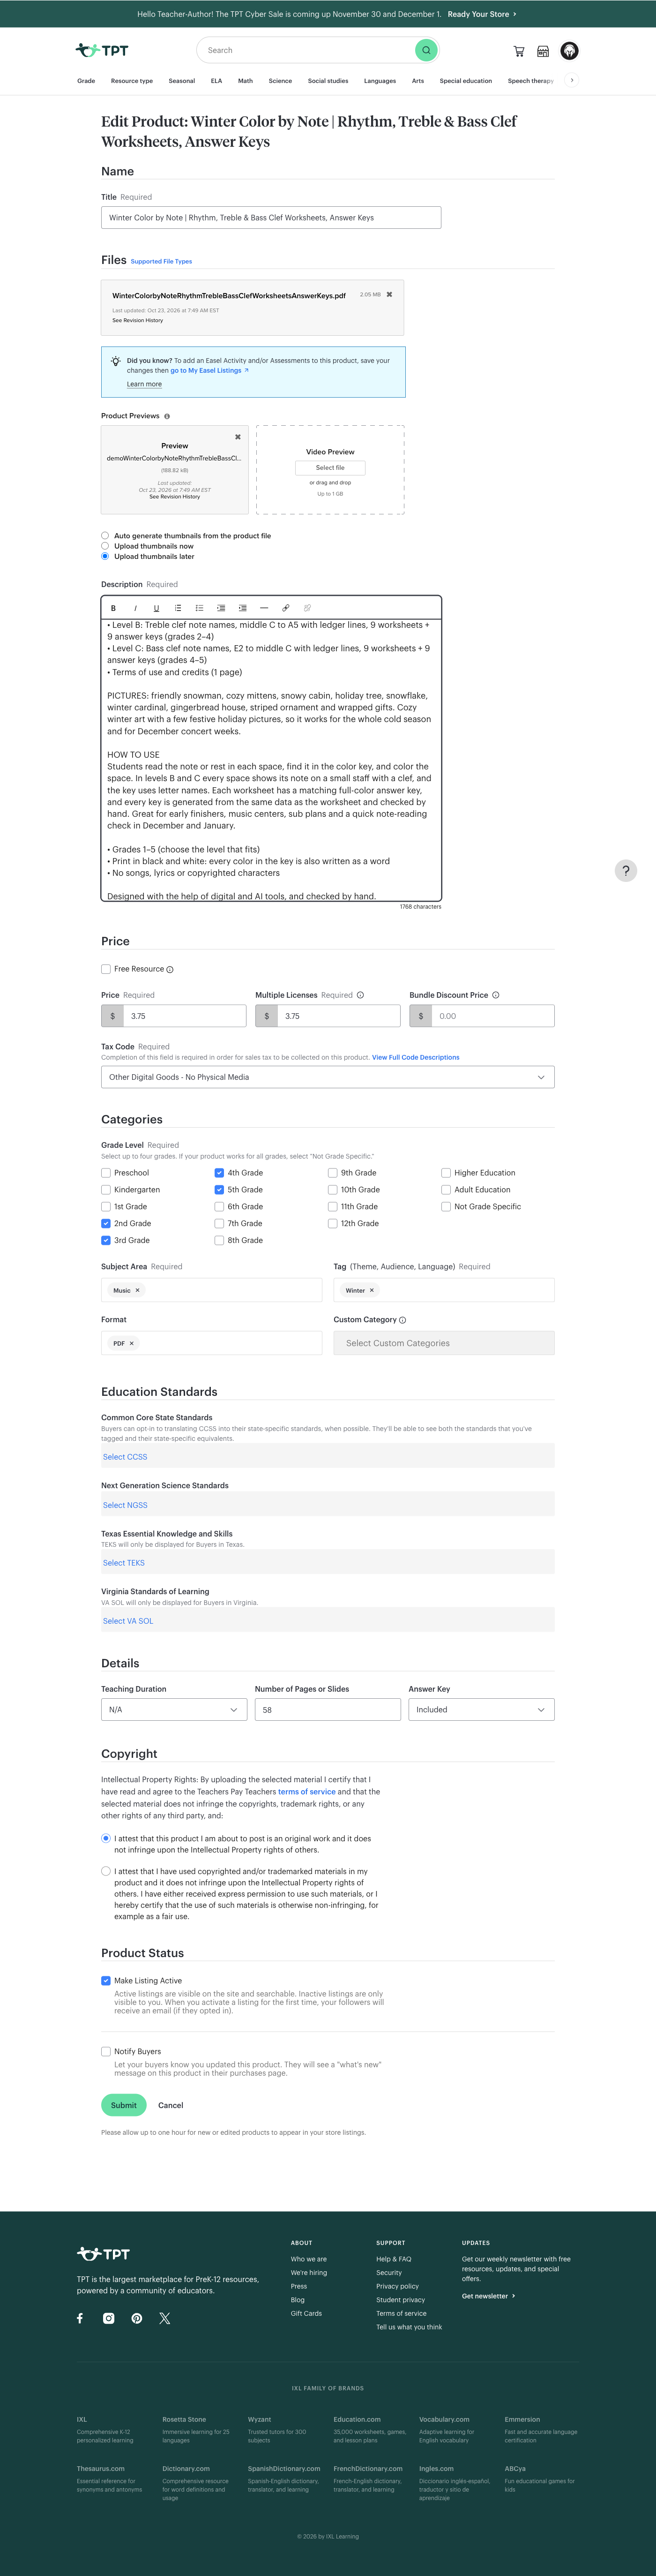 Hello Teacher-Author! The TPT Cyber Sale is coming up November 30 and December 1. Ready Your Store
TPT
Search
Grade Resource type Seasonal ELA Math Science Social studies Languages Arts Special education Speech therapy
Edit Product: Winter Color by Note | Rhythm, Treble & Bass Clef
Worksheets, Answer Keys
Name
Title Required
Winter Color by Note | Rhythm, Treble & Bass Clef Worksheets, Answer Keys
Files Supported File Types
WinterColorbyNoteRhythmTrebleBassClefWorksheetsAnswerKeys.pdf 2.05 MB
Last updated: Oct 23, 2026 at 7:49 AM EST
See Revision History
Did you know? To add an Easel Activity and/or Assessments to this product, save your
changes then go to My Easel Listings
Learn more
Product Previews
Preview
demoWinterColorbyNoteRhythmTrebleBassCl...
(188.82 kB)
Last updated:
Oct 23, 2026 at 7:49 AM EST
See Revision History
Video Preview
Select file
or drag and drop
Up to 1 GB
Auto generate thumbnails from the product file
Upload thumbnails now
Upload thumbnails later
Description Required
B I U
• Level B: Treble clef note names, middle C to A5 with ledger lines, 9 worksheets +
9 answer keys (grades 2–4)
• Level C: Bass clef note names, E2 to middle C with ledger lines, 9 worksheets + 9
answer keys (grades 4–5)
• Terms of use and credits (1 page)
PICTURES: friendly snowman, cozy mittens, snowy cabin, holiday tree, snowflake,
winter cardinal, gingerbread house, striped ornament and wrapped gifts. Cozy
winter art with a few festive holiday pictures, so it works for the whole cold season
and for December concert weeks.
HOW TO USE
Students read the note or rest in each space, find it in the color key, and color the
space. In levels B and C every space shows its note on a small staff with a clef, and
the key uses letter names. Each worksheet has a matching full-color answer key,
and every key is generated from the same data as the worksheet and checked by
hand. Great for early finishers, music centers, sub plans and a quick note-reading
check in December and January.
• Grades 1–5 (choose the level that fits)
• Print in black and white: every color in the key is also written as a word
• No songs, lyrics or copyrighted characters
Designed with the help of digital and AI tools, and checked by hand.
1768 characters
?
Price
Free Resource
Price Required Multiple Licenses Required Bundle Discount Price
$ 3.75 $ 3.75 $ 0.00
Tax Code Required
Completion of this field is required in order for sales tax to be collected on this product. View Full Code Descriptions
Other Digital Goods - No Physical Media
Categories
Grade Level Required
Select up to four grades. If your product works for all grades, select "Not Grade Specific."
Preschool 4th Grade 9th Grade Higher Education
Kindergarten 5th Grade 10th Grade Adult Education
1st Grade 6th Grade 11th Grade Not Grade Specific
2nd Grade 7th Grade 12th Grade
3rd Grade 8th Grade
Subject Area Required Tag (Theme, Audience, Language) Required
Music Winter
Format Custom Category
PDF Select Custom Categories
Education Standards
Common Core State Standards
Buyers can opt-in to translating CCSS into their state-specific standards, when possible. They'll be able to see both the standards that you've
tagged and their state-specific equivalents.
Select CCSS
Next Generation Science Standards
Select NGSS
Texas Essential Knowledge and Skills
TEKS will only be displayed for Buyers in Texas.
Select TEKS
Virginia Standards of Learning
VA SOL will only be displayed for Buyers in Virginia.
Select VA SOL
Details
Teaching Duration Number of Pages or Slides Answer Key
N/A 58 Included
Copyright
Intellectual Property Rights: By uploading the selected material I certify that I
have read and agree to the Teachers Pay Teachers terms of service and that the
selected material does not infringe the copyrights, trademark rights, or any
other rights of any third party, and:
I attest that this product I am about to post is an original work and it does
not infringe upon the Intellectual Property rights of others.
I attest that I have used copyrighted and/or trademarked materials in my
product and it does not infringe upon the Intellectual Property rights of
others. I have either received express permission to use such materials, or I
hereby certify that the use of such materials is otherwise non-infringing, for
example as a fair use.
Product Status
Make Listing Active
Active listings are visible on the site and searchable. Inactive listings are only
visible to you. When you activate a listing for the first time, your followers will
receive an email (if they opted in).
Notify Buyers
Let your buyers know you updated this product. They will see a "what's new"
message on this product in their purchases page.
Submit Cancel
Please allow up to one hour for new or edited products to appear in your store listings.
TPT
TPT is the largest marketplace for PreK-12 resources,
powered by a community of educators.
ABOUT
Who we are
We're hiring
Press
Blog
Gift Cards
SUPPORT
Help & FAQ
Security
Privacy policy
Student privacy
Terms of service
Tell us what you think
UPDATES
Get our weekly newsletter with free
resources, updates, and special
offers.
Get newsletter
IXL FAMILY OF BRANDS
IXL
Comprehensive K-12
personalized learning
Rosetta Stone
Immersive learning for 25
languages
Wyzant
Trusted tutors for 300
subjects
Education.com
35,000 worksheets, games,
and lesson plans
Vocabulary.com
Adaptive learning for
English vocabulary
Emmersion
Fast and accurate language
certification
Thesaurus.com
Essential reference for
synonyms and antonyms
Dictionary.com
Comprehensive resource
for word definitions and
usage
SpanishDictionary.com
Spanish-English dictionary,
translator, and learning
FrenchDictionary.com
French-English dictionary,
translator, and learning
Ingles.com
Diccionario inglés-español,
traductor y sitio de
aprendizaje
ABCya
Fun educational games for
kids
© 2026 by IXL Learning